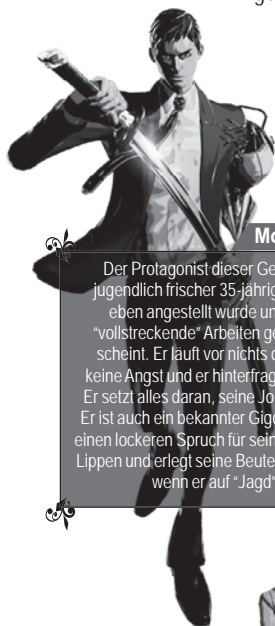 Mo
Der Protagonist dieser Ge
jugendlich frischer 35-jährig
eben angestellt wurde un
"vollstreckende" Arbeiten ge
scheint. Er läuft vor nichts d
keine Angst und er hinterfrag
Er setzt alles daran, seine Jo
Er ist auch ein bekannter Gigo
einen lockeren Spruch für sein
Lippen und erlegt seine Beute
wenn er auf "Jagd"